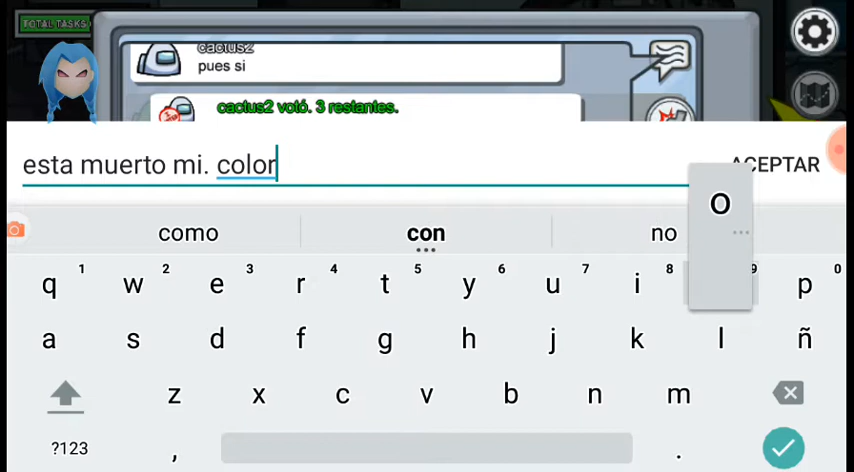 TOTAL TASKS
cactus2
pues si
cactus2 votó. 3 restantes.
esta muerto mi. color
ACEPTAR
o
como con no
1 2 3 4 5 6 7 8 9 0
q w e r t y u i p
a s d f g h j k l ñ
z x c v b n m
?123 , .